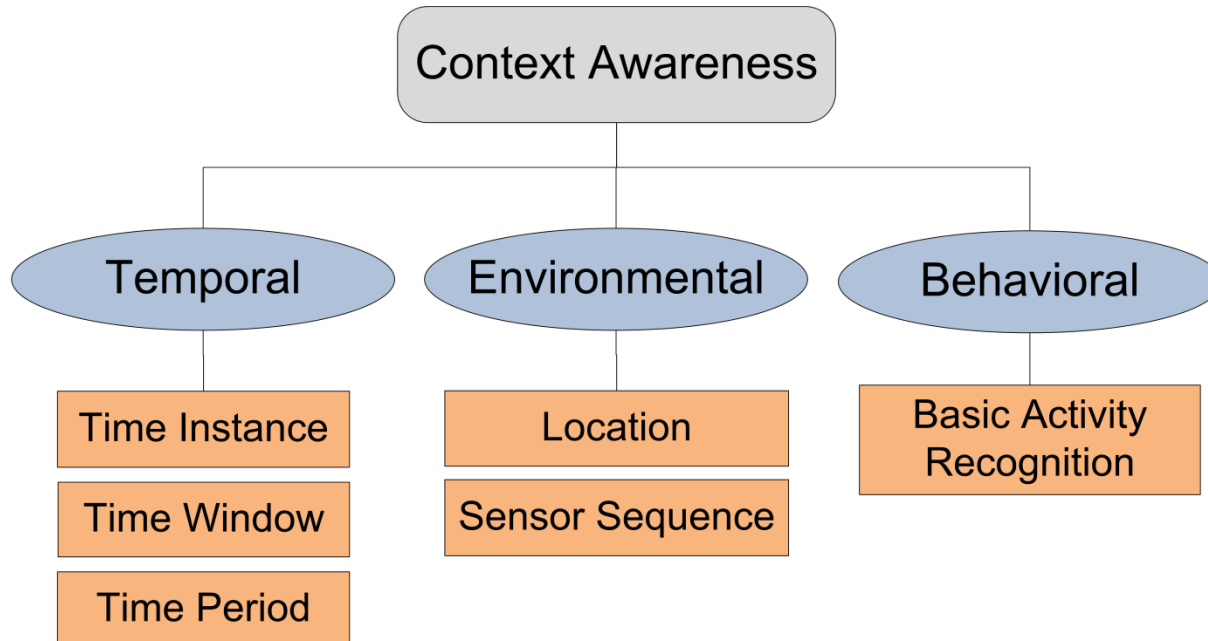 Context Awareness
Temporal
Environmental
Behavioral
Time Instance
Time Window
Time Period
Location
Sensor Sequence
Basic Activity
Recognition